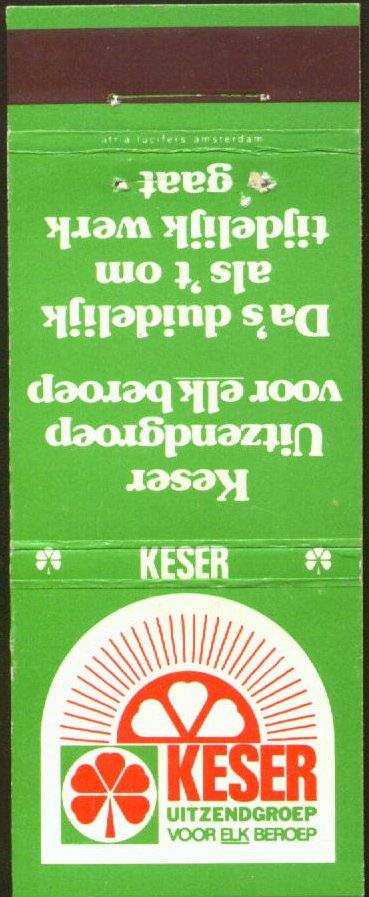 atria lucifers amsterdam
Keser
Uitzendgroep
voor elk beroep
Da's duidelijk
als 't om
tijdelijk werk
gaat
KESER
KESER
UITZENDGROEP
VOOR ELK BEROEP